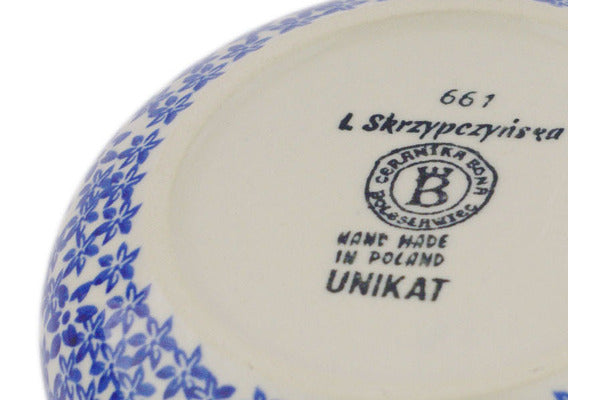 661
L Skrzypczyńska
CERAMIKA BONA
B
BOLESŁAWIEC
HAND MADE
IN POLAND
UNIKAT